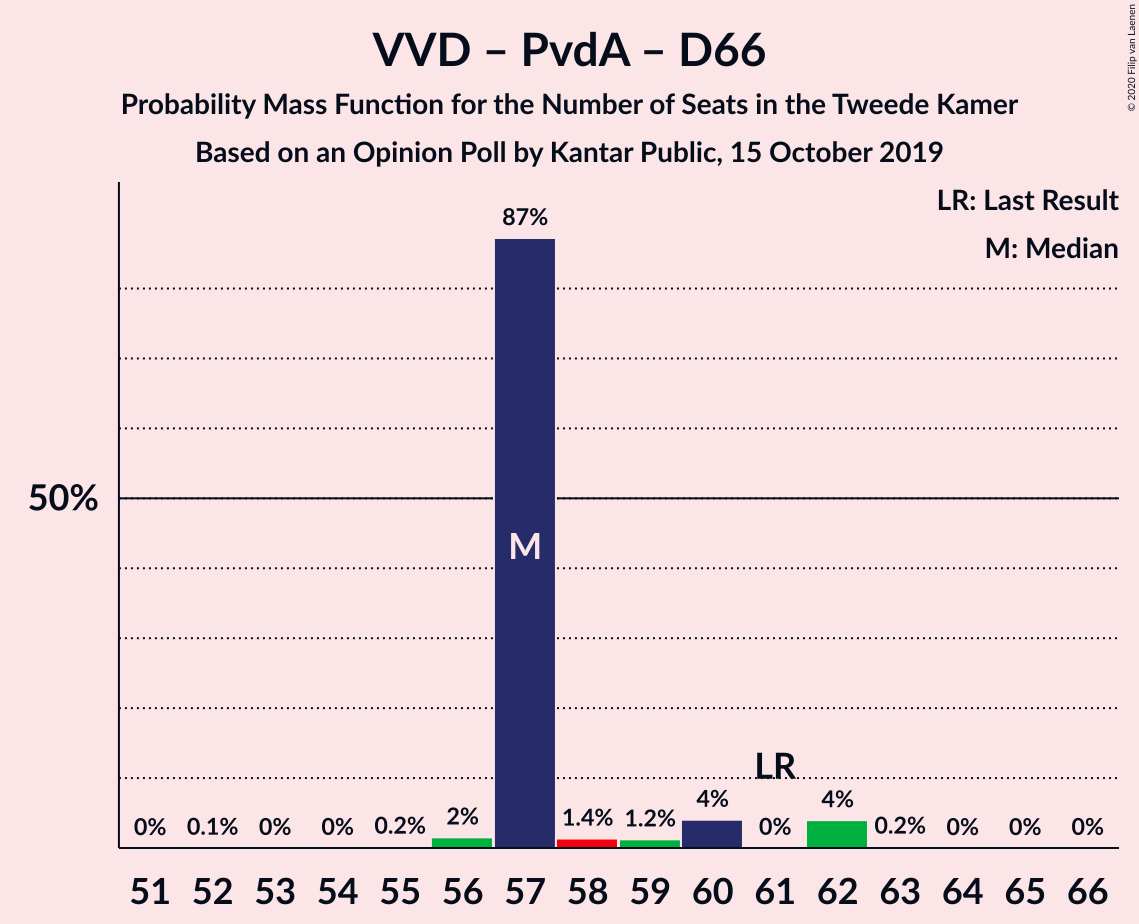 VVD – PvdA – D66
Probability Mass Function for the Number of Seats in the Tweede Kamer
Based on an Opinion Poll by Kantar Public, 15 October 2019
© 2020 Filip van Laenen
LR: Last Result
M: Median
87%
50%
M
LR
0% 0.1% 0% 0% 0.2% 2% 1.4% 1.2% 4% 0% 4% 0.2% 0% 0% 0%
51 52 53 54 55 56 57 58 59 60 61 62 63 64 65 66